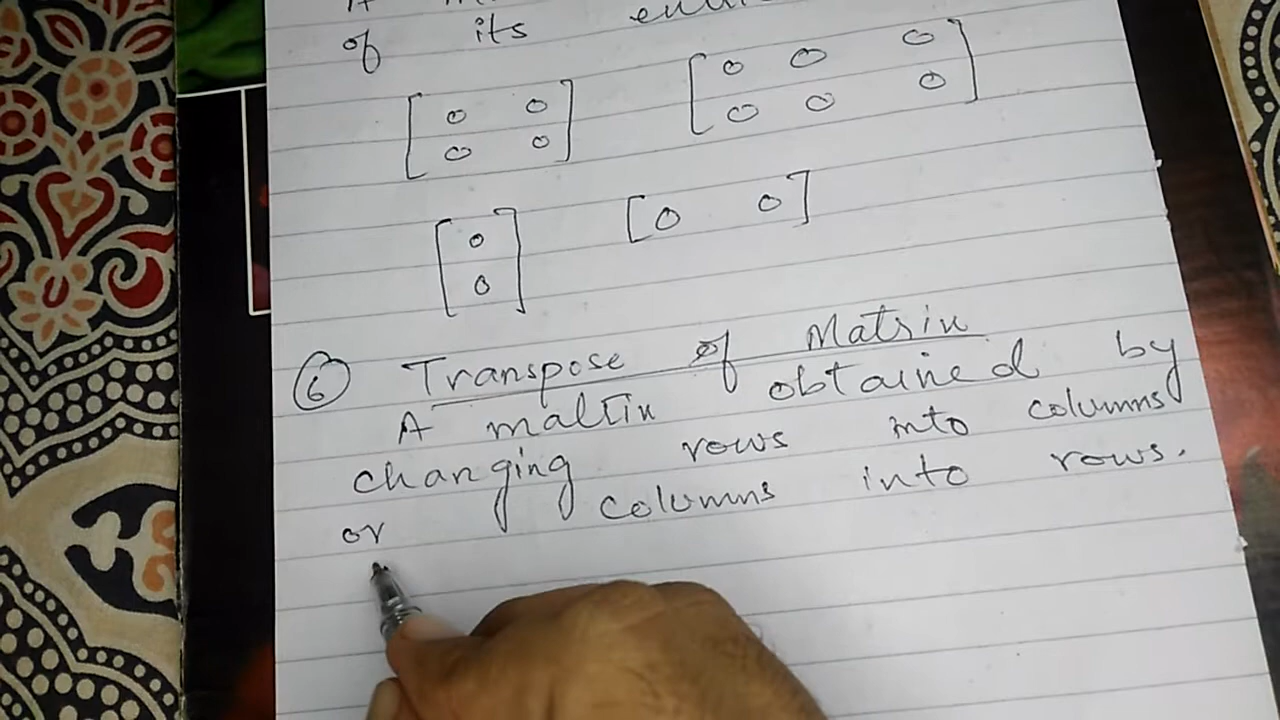 of its
[ 0 0 [ 0 0 0
0 0 ] 0 0 0 ]
[ 0 [ 0 0 ]
0 ]
6 Transpose of Matrix
A matrix obtained by
changing rows into columns
or columns into rows.